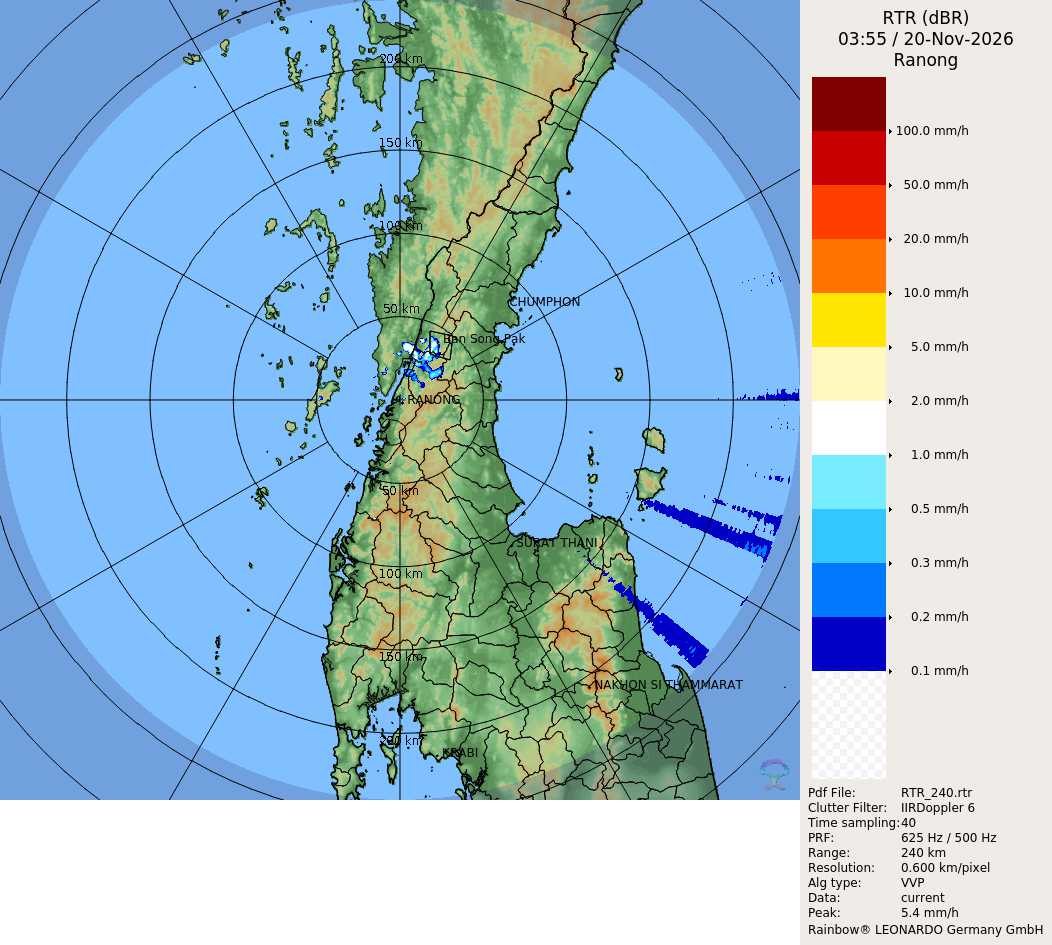 RTR (dBR)
03:55 / 20-Nov-2026
Ranong
200 km
150 km
100 km
50 km
CHUMPHON
Ban Song Pak
RANONG
50 km
SURAT THANI
100 km
150 km
NAKHON SI THAMMARAT
200 km
KRABI
100.0 mm/h
50.0 mm/h
20.0 mm/h
10.0 mm/h
5.0 mm/h
2.0 mm/h
1.0 mm/h
0.5 mm/h
0.3 mm/h
0.2 mm/h
0.1 mm/h
Pdf File: RTR_240.rtr
Clutter Filter: IIRDoppler 6
Time sampling:40
PRF: 625 Hz / 500 Hz
Range: 240 km
Resolution: 0.600 km/pixel
Alg type: VVP
Data: current
Peak: 5.4 mm/h
Rainbow® LEONARDO Germany GmbH